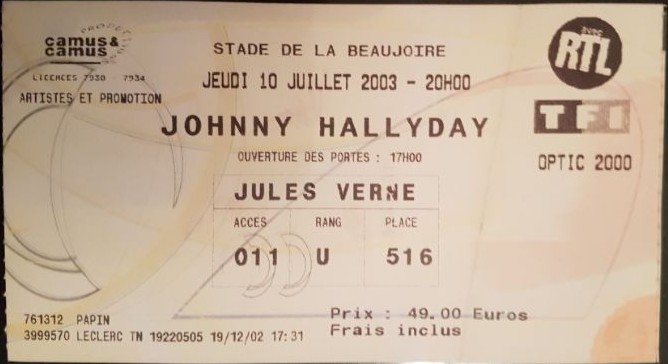 camus&
camus
PRODUCTIONS
LICENCES 7930 - 7934
ARTISTES ET PROMOTION
STADE DE LA BEAUJOIRE
JEUDI 10 JUILLET 2003 - 20H00
JOHNNY HALLYDAY
OUVERTURE DES PORTES : 17H00
avec
RTL
TF1
OPTIC 2000
JULES VERNE
ACCES RANG PLACE
011 U 516
761312 PAPIN
3999570 LECLERC TN 19220505 19/12/02 17:31
Prix : 49.00 Euros
Frais inclus